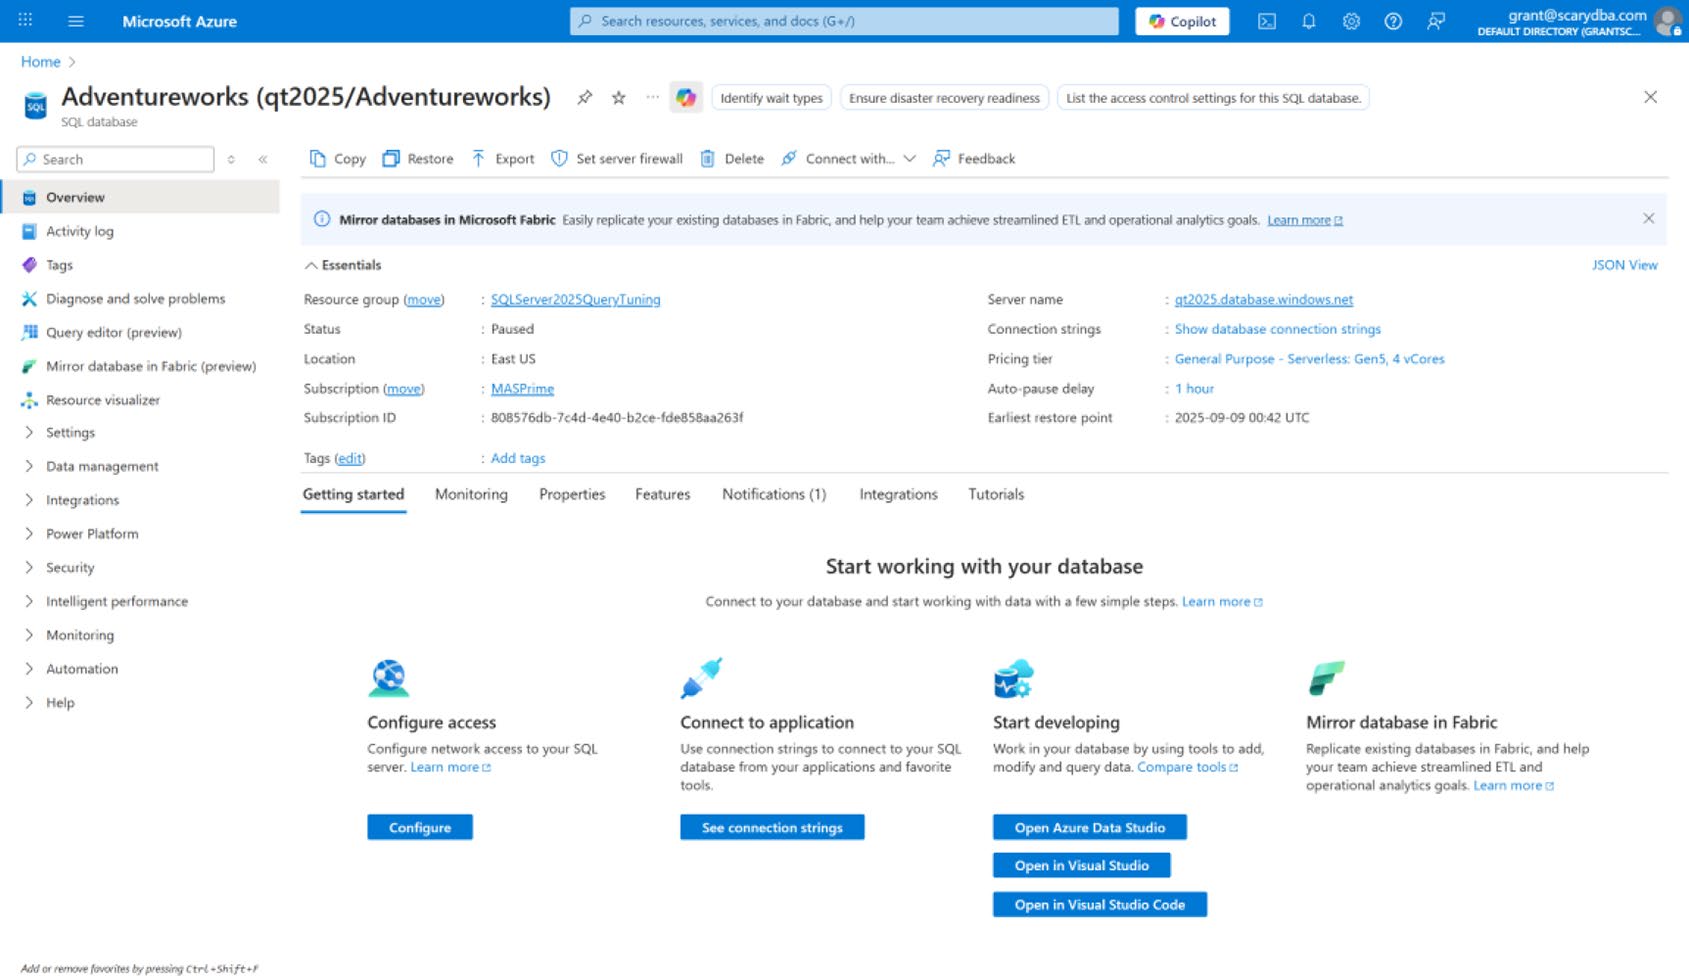 Microsoft Azure
Search resources, services, and docs (G+/)
Copilot
grant@scarydba.com
DEFAULT DIRECTORY (GRANTSC...
Home
Adventureworks (qt2025/Adventureworks)
SQL database
Identify wait types
Ensure disaster recovery readiness
List the access control settings for this SQL database.
Search
Copy
Restore
Export
Set server firewall
Delete
Connect with...
Feedback
Overview
Activity log
Tags
Diagnose and solve problems
Query editor (preview)
Mirror database in Fabric (preview)
Resource visualizer
Settings
Data management
Integrations
Power Platform
Security
Intelligent performance
Monitoring
Automation
Help
Mirror databases in Microsoft Fabric Easily replicate your existing databases in Fabric, and help your team achieve streamlined ETL and operational analytics goals. Learn more
Essentials
JSON View
Resource group (move) : SQLServer2025QueryTuning
Status : Paused
Location : East US
Subscription (move) : MASPrime
Subscription ID : 808576db-7c4d-4e40-b2ce-fde858aa263f
Server name : qt2025.database.windows.net
Connection strings : Show database connection strings
Pricing tier : General Purpose - Serverless: Gen5, 4 vCores
Auto-pause delay : 1 hour
Earliest restore point : 2025-09-09 00:42 UTC
Tags (edit) : Add tags
Getting started
Monitoring
Properties
Features
Notifications (1)
Integrations
Tutorials
Start working with your database
Connect to your database and start working with data with a few simple steps. Learn more
Configure access
Configure network access to your SQL
server. Learn more
Configure
Connect to application
Use connection strings to connect to your SQL
database from your applications and favorite
tools.
See connection strings
Start developing
Work in your database by using tools to add,
modify and query data. Compare tools
Open Azure Data Studio
Open in Visual Studio
Open in Visual Studio Code
Mirror database in Fabric
Replicate existing databases in Fabric, and help
your team achieve streamlined ETL and
operational analytics goals. Learn more
Add or remove favorites by pressing Ctrl+Shift+F